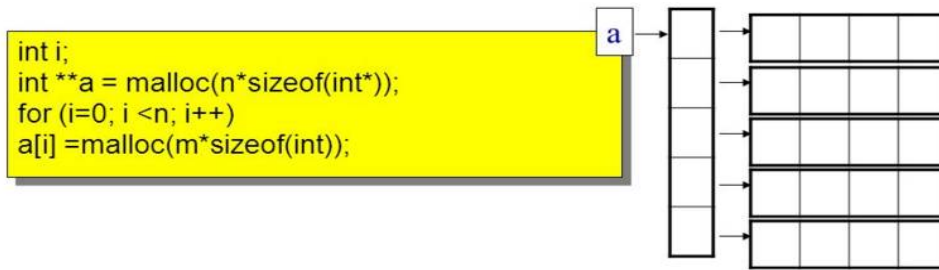 a
int i;
int **a = malloc(n*sizeof(int*));
for (i=0; i <n; i++)
a[i] =malloc(m*sizeof(int));